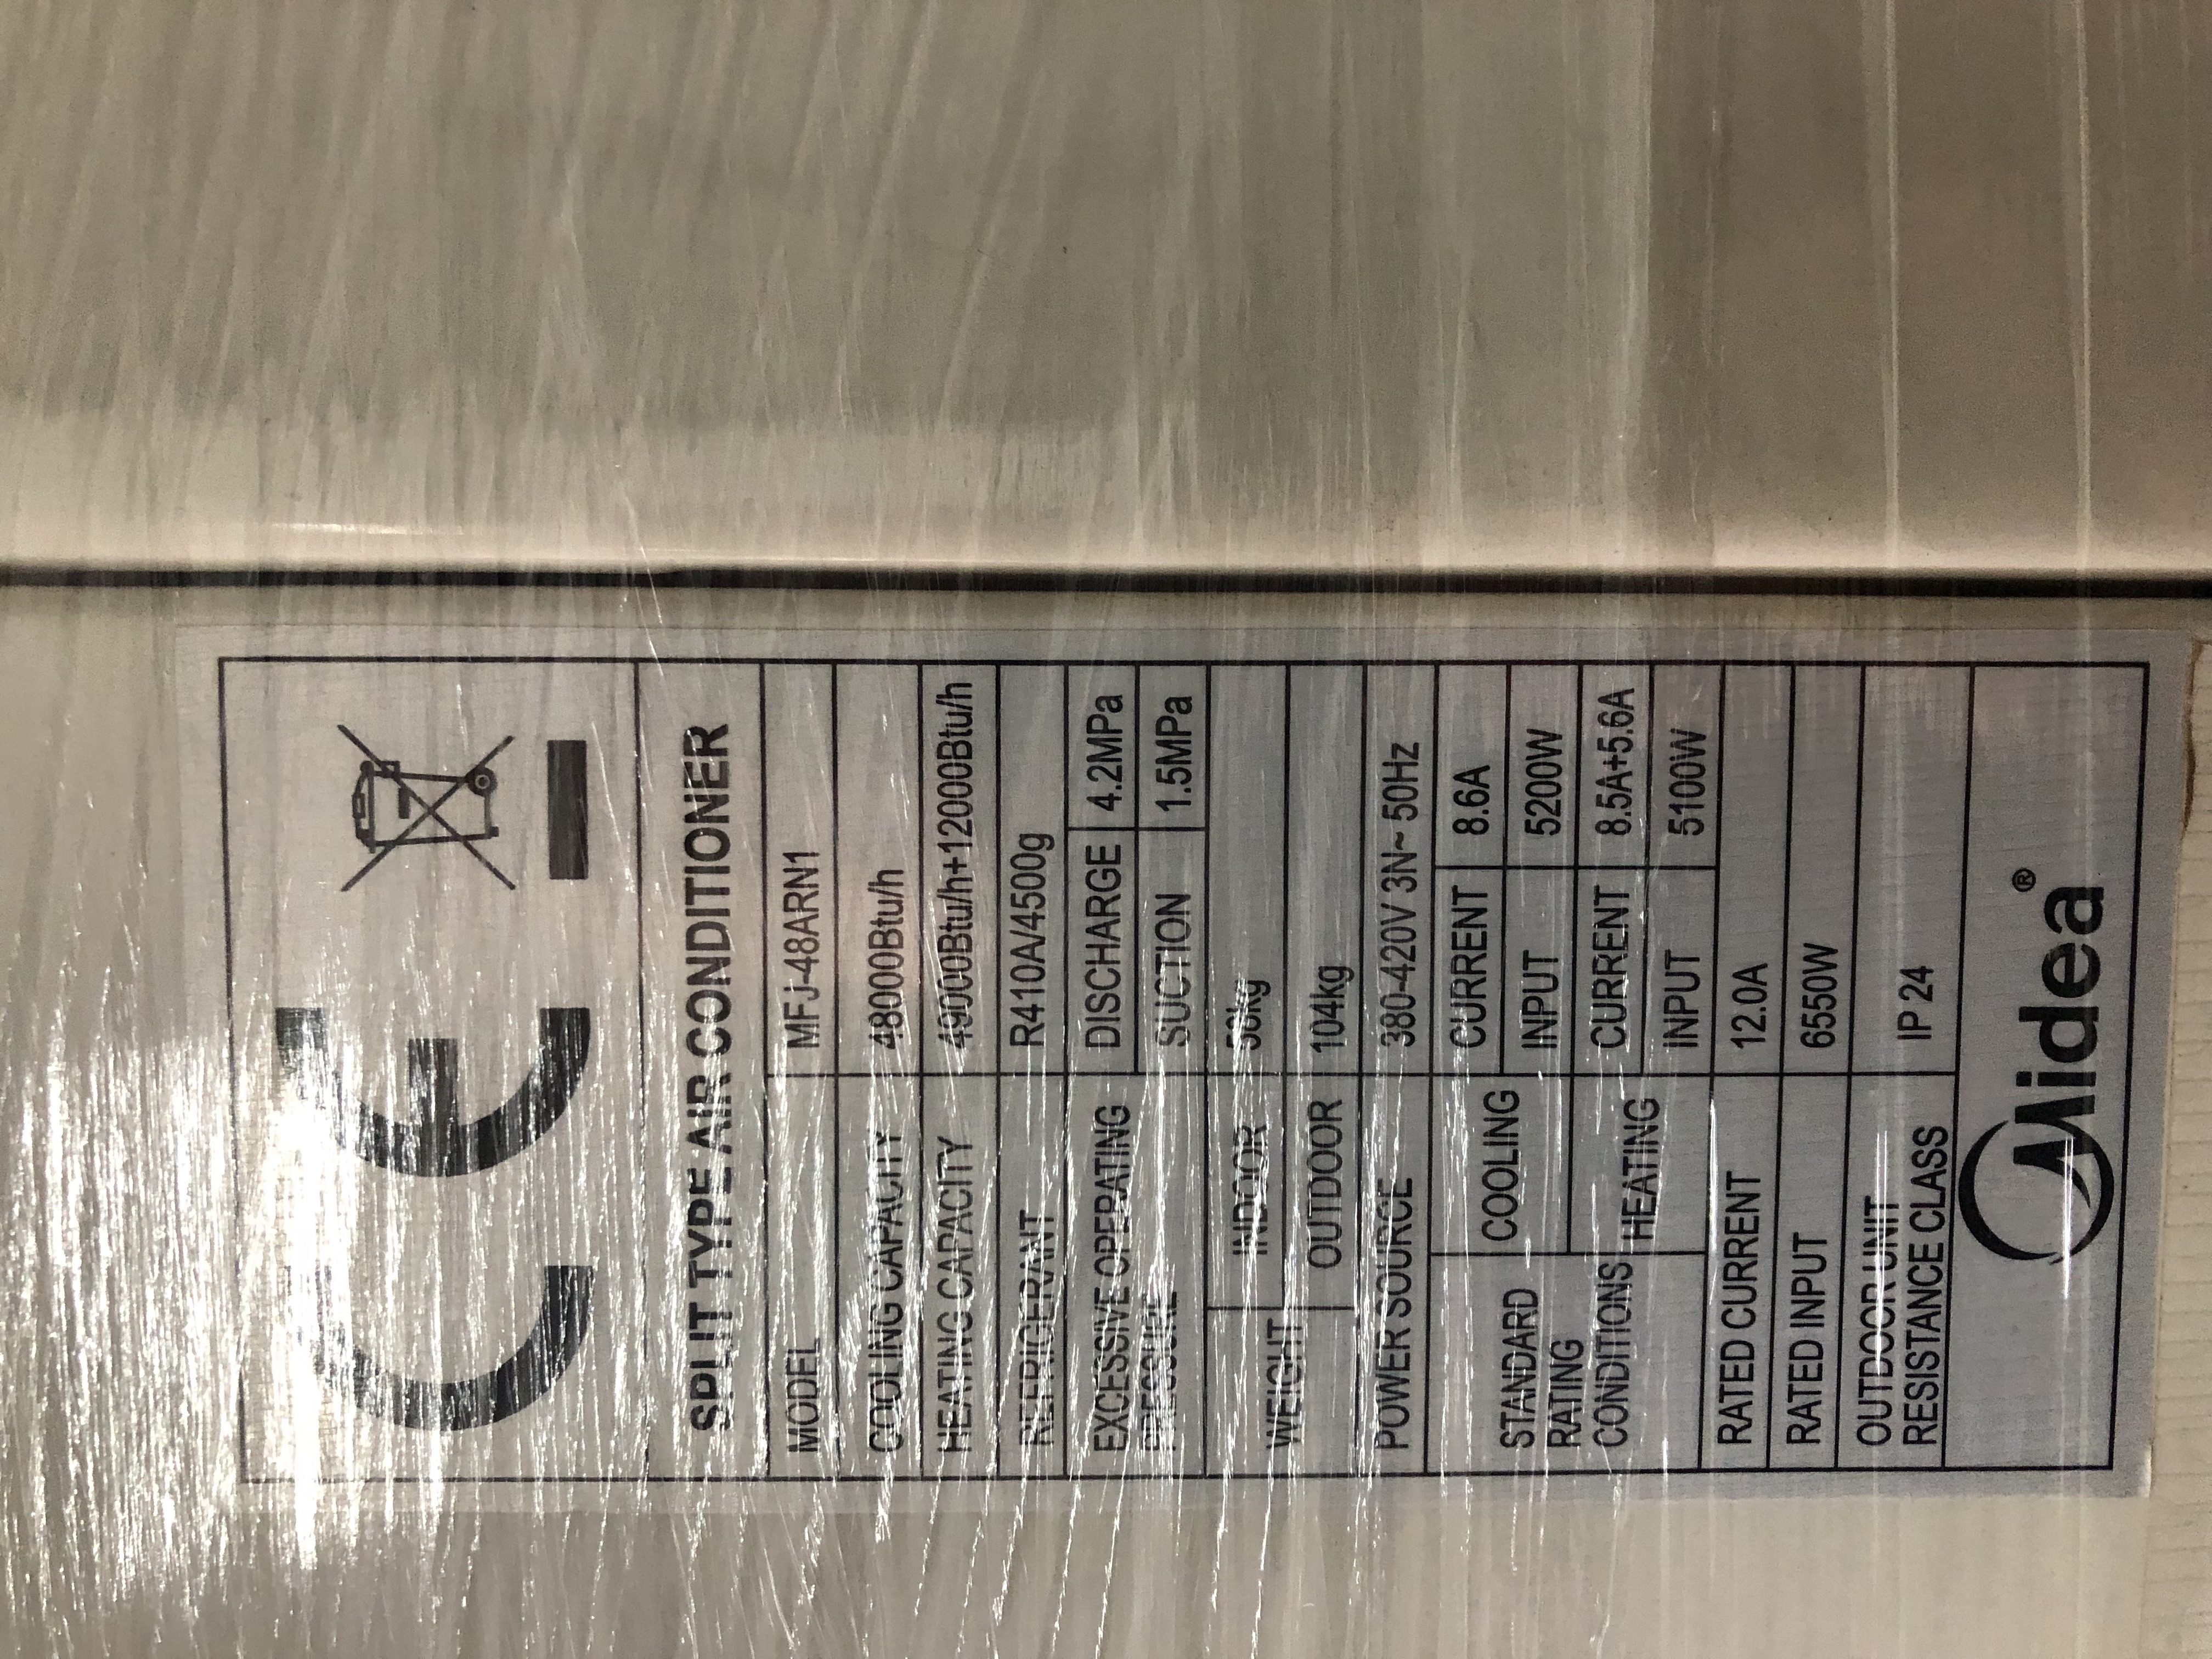 CE
SPLIT TYPE AIR CONDITIONER
MODEL MFJ-48ARN1
COOLING CAPACITY 48000Btu/h
HEATING CAPACITY 49000Btu/h+12000Btu/h
REFRIGERANT R410A/4500g
EXCESSIVE OPERATING PRESSURE DISCHARGE 4.2MPa
SUCTION 1.5MPa
WEIGHT INDOOR
OUTDOOR 104kg
POWER SOURCE 380-420V 3N~ 50Hz
STANDARD RATING CONDITIONS COOLING CURRENT 8.6A
INPUT 5200W
HEATING CURRENT 8.5A+5.6A
INPUT 5100W
RATED CURRENT 12.0A
RATED INPUT 6550W
OUTDOOR UNIT
RESISTANCE CLASS IP 24
Midea®